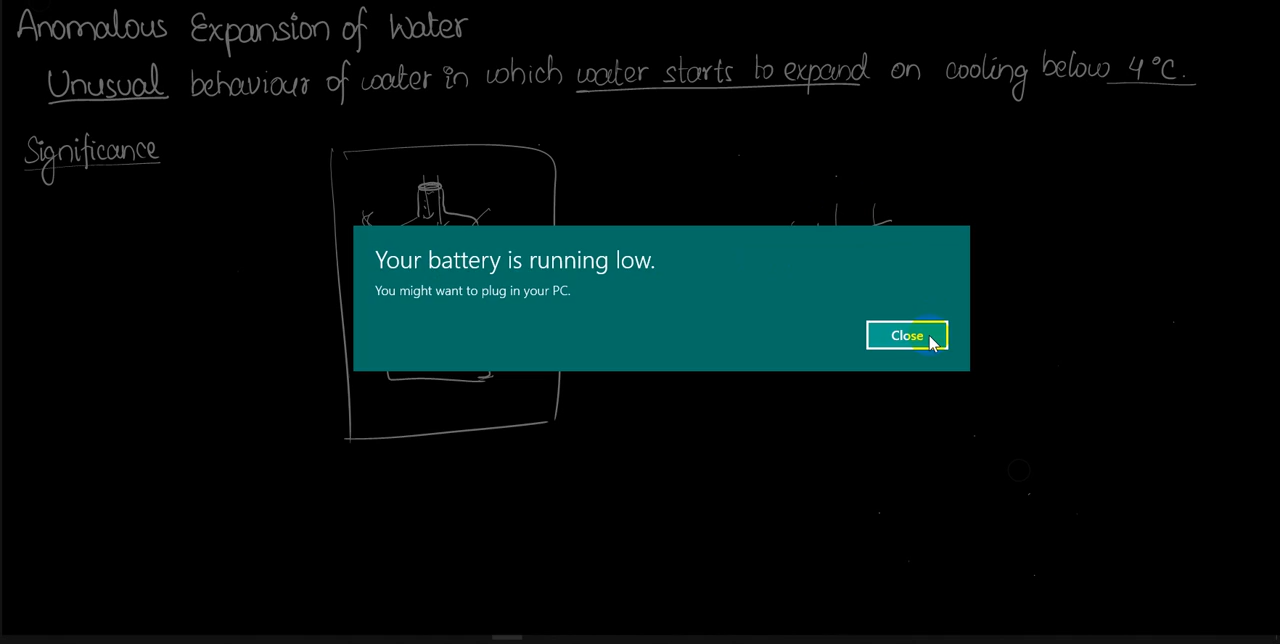 Anomalous Expansion of Water
Unusual behaviour of water in which water starts to expand on cooling below 4°C.
Significance
Your battery is running low.
You might want to plug in your PC.
Close